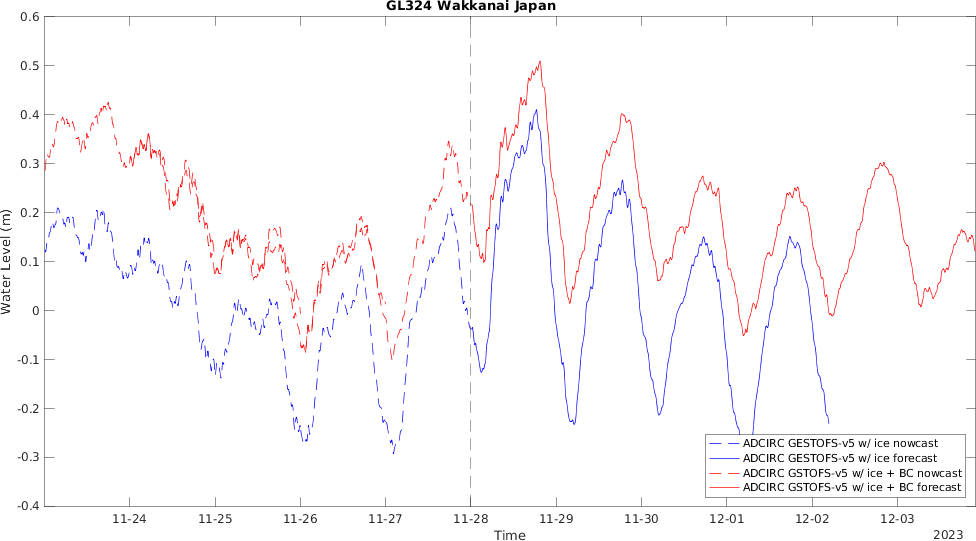 GL324 Wakkanai Japan
0.6
0.5
0.4
0.3
0.2
0.1
0
-0.1
-0.2
-0.3
-0.4
Water Level (m)
ADCIRC GESTOFS-v5 w/ ice nowcast
ADCIRC GESTOFS-v5 w/ ice forecast
ADCIRC GSTOFS-v5 w/ ice + BC nowcast
ADCIRC GSTOFS-v5 w/ ice + BC forecast
11-24 11-25 11-26 11-27 11-28 11-29 11-30 12-01 12-02 12-03
Time
2023